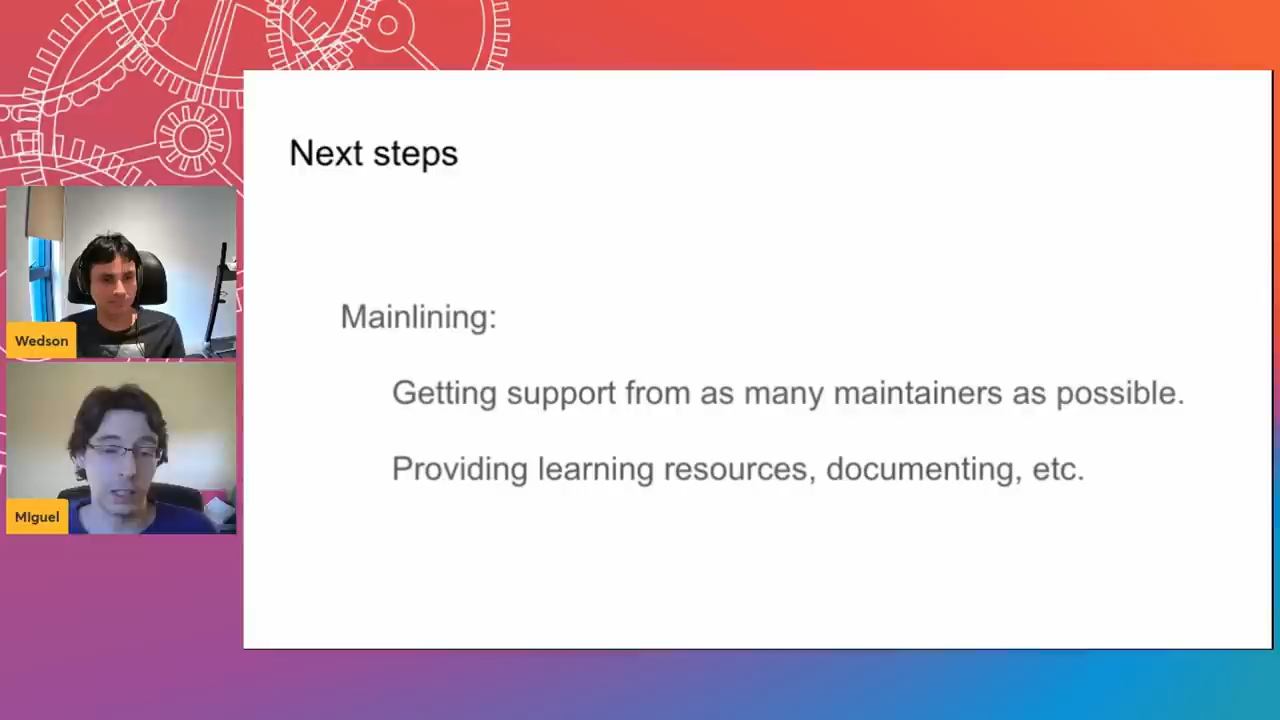 Next steps
Mainlining:
Getting support from as many maintainers as possible.
Providing learning resources, documenting, etc.
Wedson
MIguel